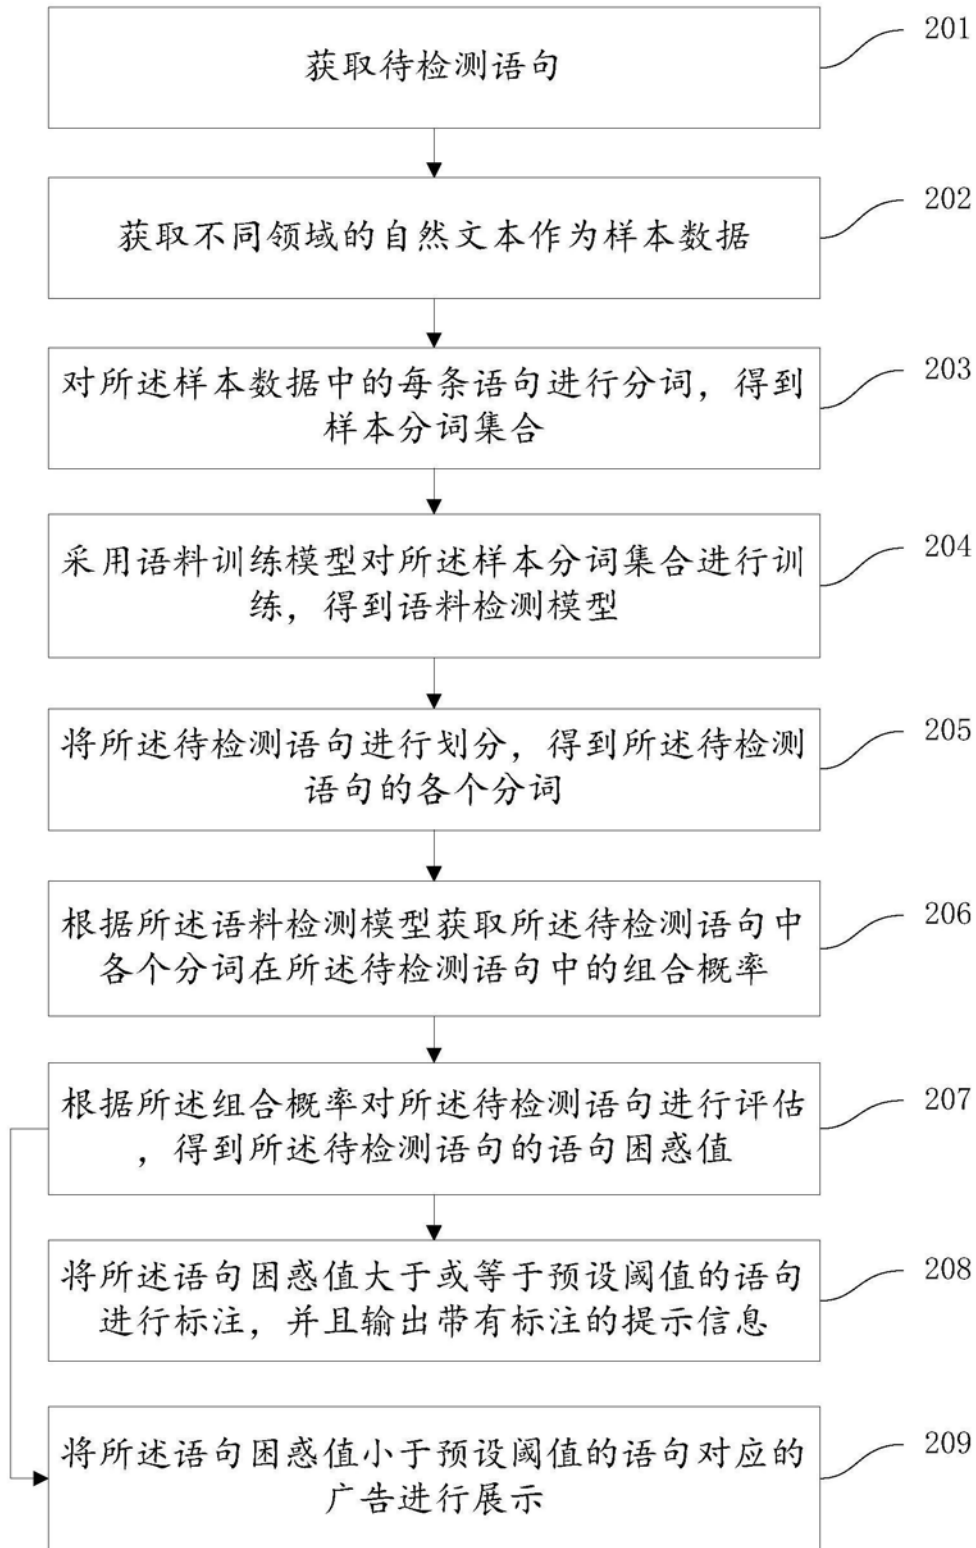 获取待检测语句
201
获取不同领域的自然文本作为样本数据
202
对所述样本数据中的每条语句进行分词，得到
样本分词集合
203
采用语料训练模型对所述样本分词集合进行训
练，得到语料检测模型
204
将所述待检测语句进行划分，得到所述待检测
语句的各个分词
205
根据所述语料检测模型获取所述待检测语句中
各个分词在所述待检测语句中的组合概率
206
根据所述组合概率对所述待检测语句进行评估
，得到所述待检测语句的语句困惑值
207
将所述语句困惑值大于或等于预设阈值的语句
进行标注，并且输出带有标注的提示信息
208
将所述语句困惑值小于预设阈值的语句对应的
广告进行展示
209